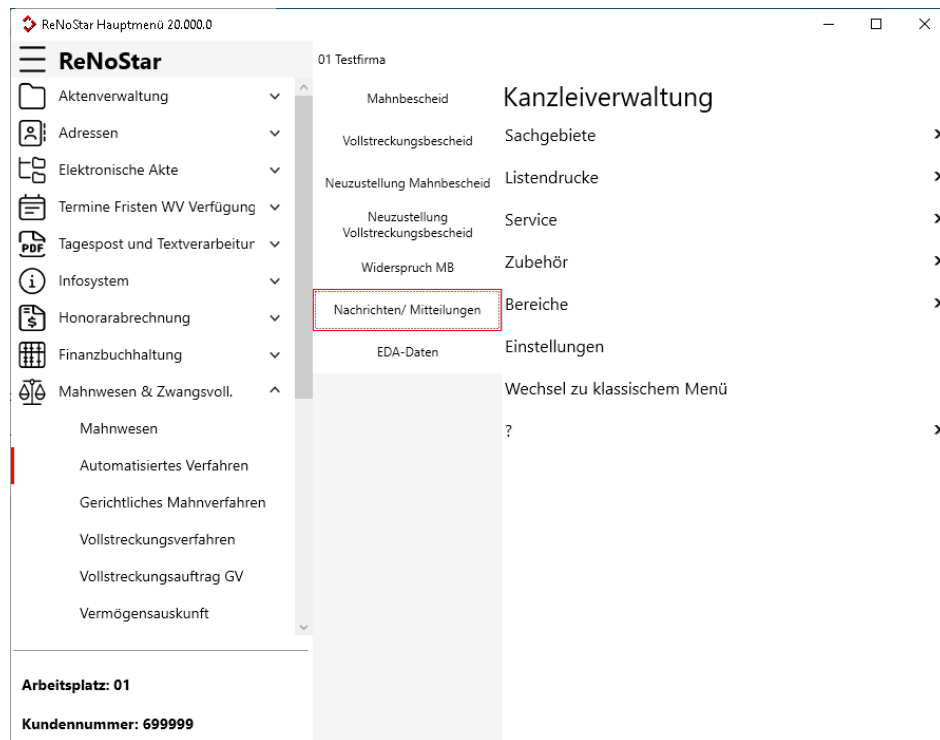 ReNoStar Hauptmenü 20.000.0
ReNoStar
Aktenverwaltung
Adressen
Elektronische Akte
Termine Fristen WV Verfügung
PDF
Tagespost und Textverarbeitur
Infosystem
Honorarabrechnung
Finanzbuchhaltung
Mahnwesen & Zwangsvoll.
Mahnwesen
Automatisiertes Verfahren
Gerichtliches Mahnverfahren
Vollstreckungsverfahren
Vollstreckungsauftrag GV
Vermögensauskunft
Arbeitsplatz: 01
Kundennummer: 699999
01 Testfirma
Mahnbescheid
Vollstreckungsbescheid
Neuzustellung Mahnbescheid
Neuzustellung
Vollstreckungsbescheid
Widerspruch MB
Nachrichten/ Mitteilungen
EDA-Daten
Kanzleiverwaltung
Sachgebiete
Listendrucke
Service
Zubehör
Bereiche
Einstellungen
Wechsel zu klassischem Menü
?